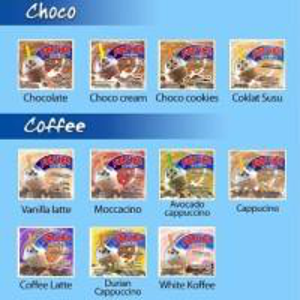 Choco
Chocolate
Choco cream
Choco cookies
Coklat Susu
Coffee
Vanilla latte
Moccacino
Avocado
cappuccino
Cappucino
Coffee Latte
Durian
Cappuccino
White Koffee